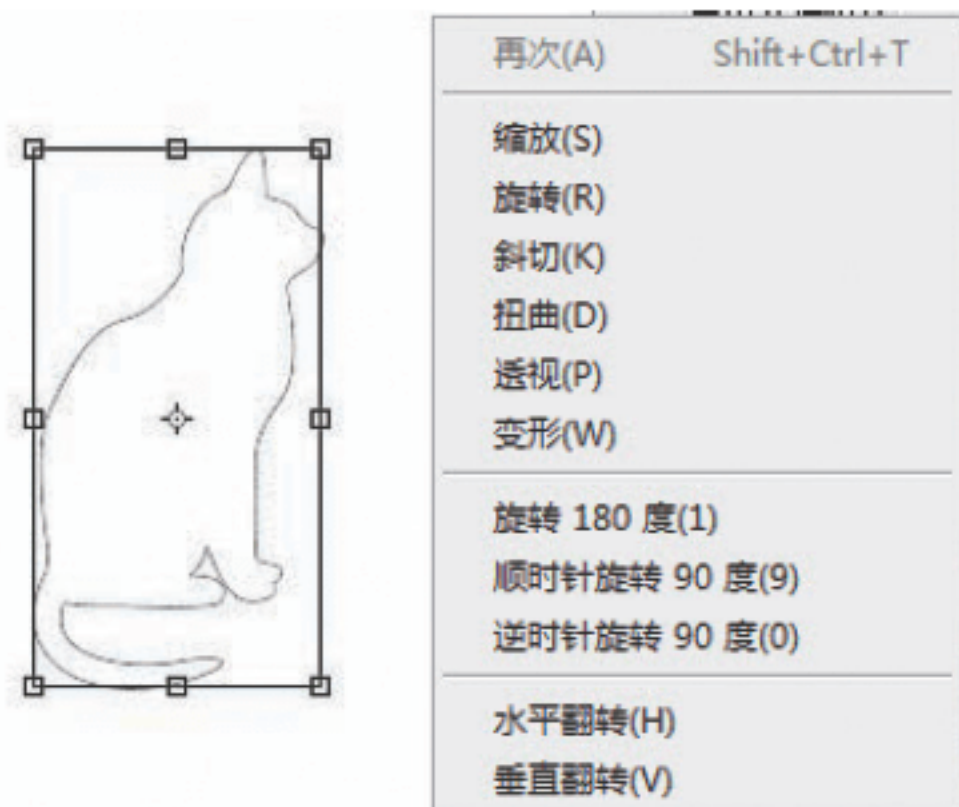 再次(A) Shift+Ctrl+T
缩放(S)
旋转(R)
斜切(K)
扭曲(D)
透视(P)
变形(W)
旋转 180 度(1)
顺时针旋转 90 度(9)
逆时针旋转 90 度(0)
水平翻转(H)
垂直翻转(V)